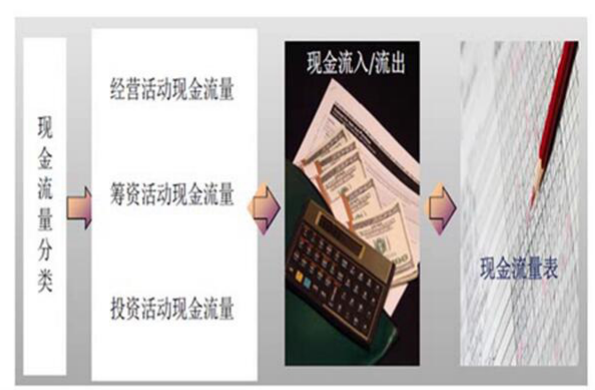 现金流量分类
经营活动现金流量
筹资活动现金流量
投资活动现金流量
现金流入/流出
现金流量表